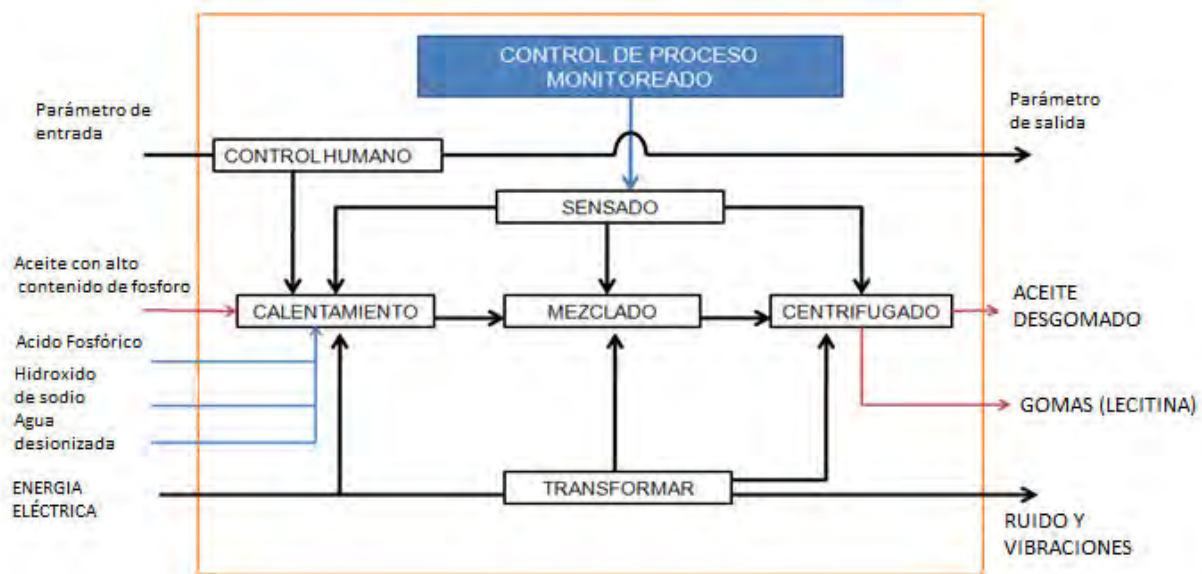 CONTROL DE PROCESO
MONITOREADO
Parámetro de
entrada
Parámetro
de salida
CONTROL HUMANO
SENSADO
Aceite con alto
contenido de fosforo
CALENTAMIENTO
MEZCLADO
CENTRIFUGADO
ACEITE
DESGOMADO
Acido Fosfórico
Hidroxido
de sodio
Agua
desionizada
GOMAS (LECITINA)
ENERGIA
ELÉCTRICA
TRANSFORMAR
RUIDO Y
VIBRACIONES